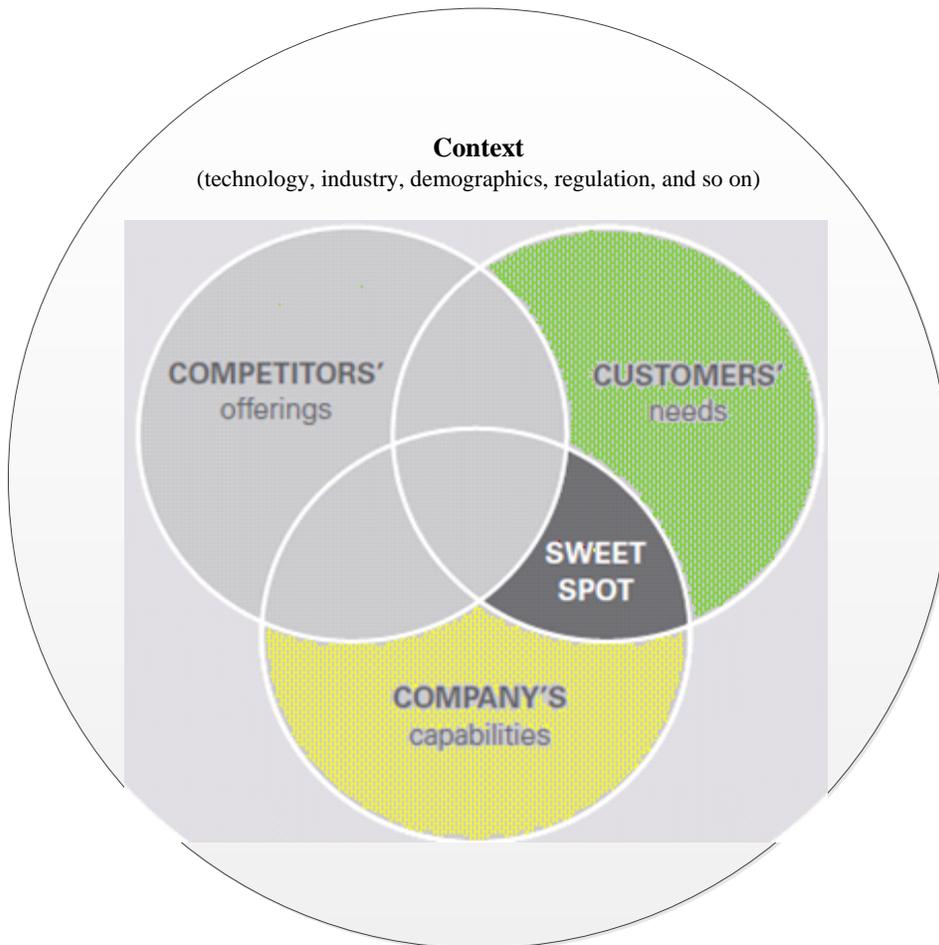 Context
(technology, industry, demographics, regulation, and so on)
COMPETITORS’
offerings
CUSTOMERS’
needs
SWEET
SPOT
COMPANY’S
capabilities